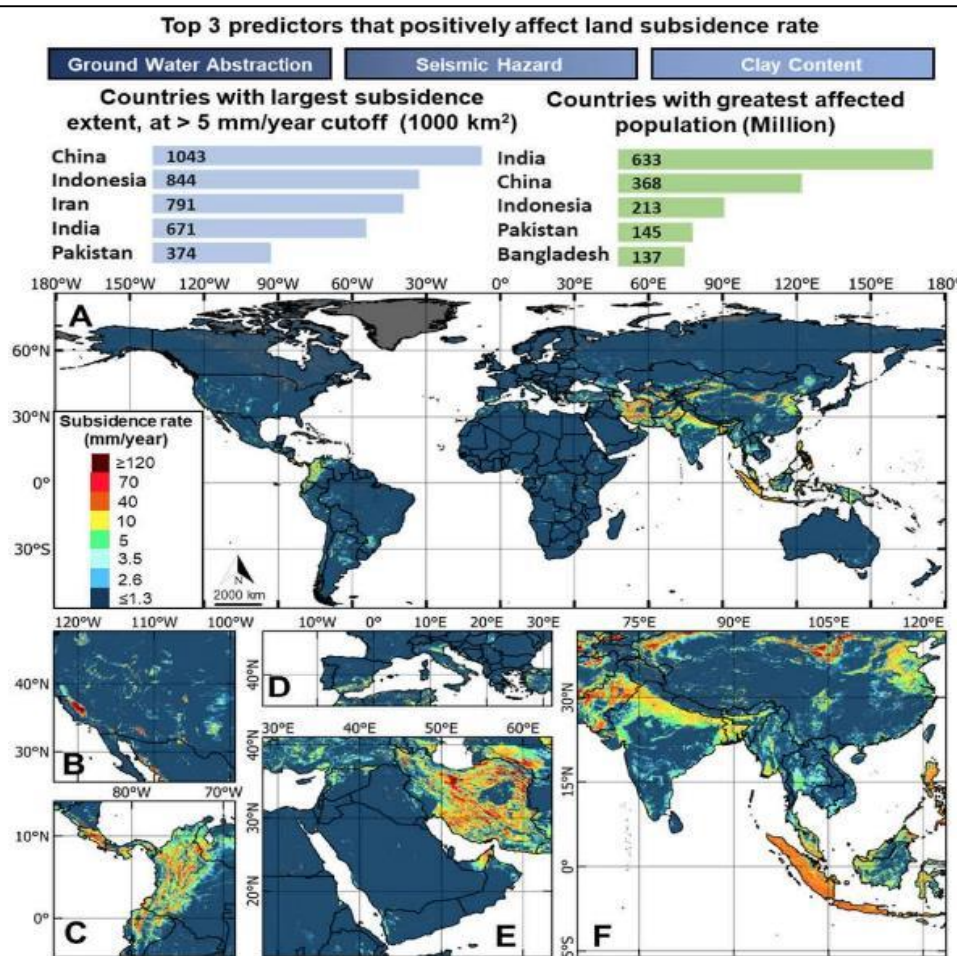 Top 3 predictors that positively affect land subsidence rate
Ground Water Abstraction
Seismic Hazard
Clay Content
Countries with largest subsidence
extent, at > 5 mm/year cutoff (1000 km²)
China 1043
Indonesia 844
Iran 791
India 671
Pakistan 374
Countries with greatest affected
population (Million)
India 633
China 368
Indonesia 213
Pakistan 145
Bangladesh 137
180°W 150°W 120°W 90°W 60°W 30°W 0°E 30°E 60°E 90°E 120°E 150°E 180°
A
60°N
30°N
0°
30°S
Subsidence rate
(mm/year)
≥120
70
40
10
5
3.5
2.6
≤1.3
N
2000 km
120°W 110°W 100°W
40°N
30°N
B
80°W 70°W
10°N
0°
C
10°W 0° 10°E 20°E 30°E
40°N
D
30°E 40°E 50°E 60°E
40°N
30°N
20°N
E
75°E 90°E 105°E 120°E
30°N
15°N
0°
F